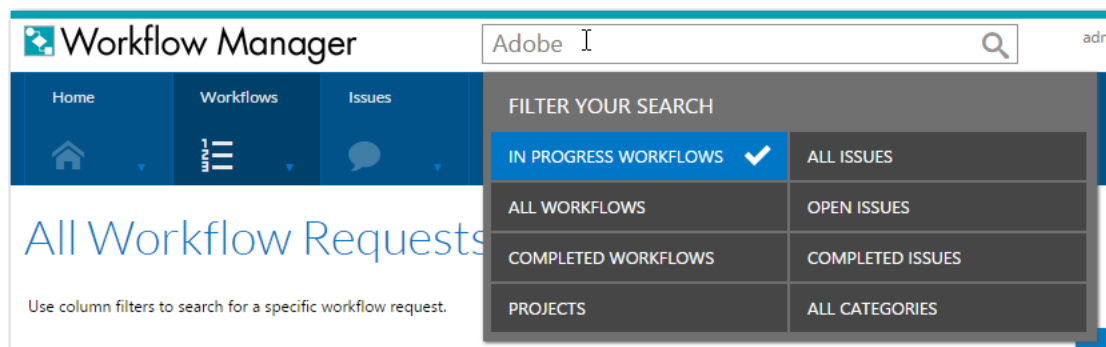 Workflow Manager
Adobe
adm
Home
Workflows
Issues
FILTER YOUR SEARCH
IN PROGRESS WORKFLOWS
ALL ISSUES
ALL WORKFLOWS
OPEN ISSUES
COMPLETED WORKFLOWS
COMPLETED ISSUES
PROJECTS
ALL CATEGORIES
All Workflow Requests
Use column filters to search for a specific workflow request.